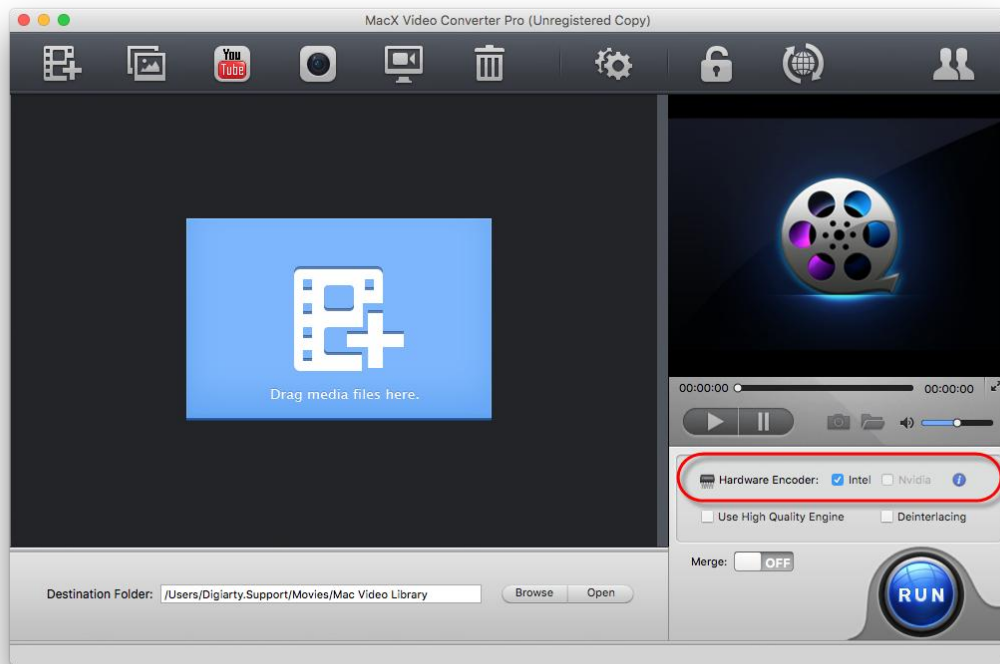 MacX Video Converter Pro (Unregistered Copy)
You
Tube
Drag media files here.
00:00:00 00:00:00
Hardware Encoder: Intel Nvidia i
Use High Quality Engine Deinterlacing
Merge: OFF
Destination Folder: /Users/Digiarty.Support/Movies/Mac Video Library Browse Open
RUN